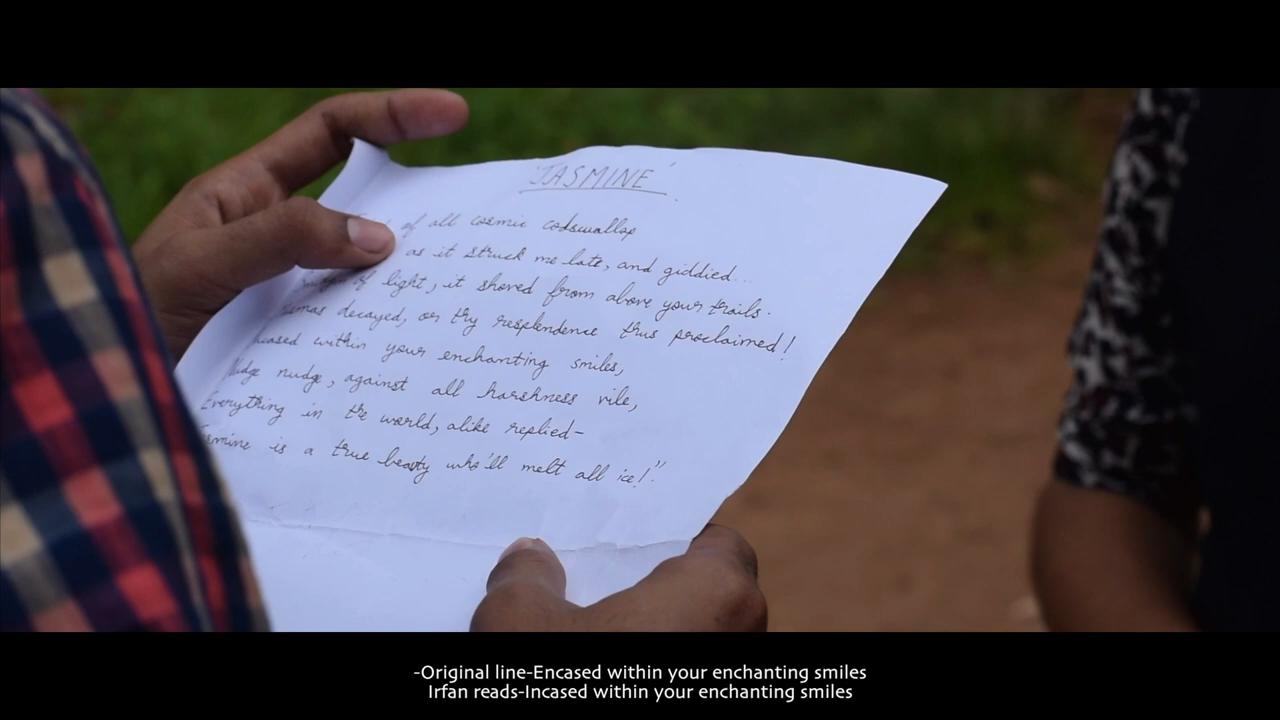 'JASMINE'
of all cosmic codswallop
as it struck me late, and giddied...
of light, it shoved from above your trails.
decayed, or thy resplendence thus proclaimed!
within your enchanting smiles,
nudge, against all harshness vile,
Everything in the world, alike replied-
is a true beauty who'll melt all ice!"
-Original line-Encased within your enchanting smiles
Irfan reads-Incased within your enchanting smiles